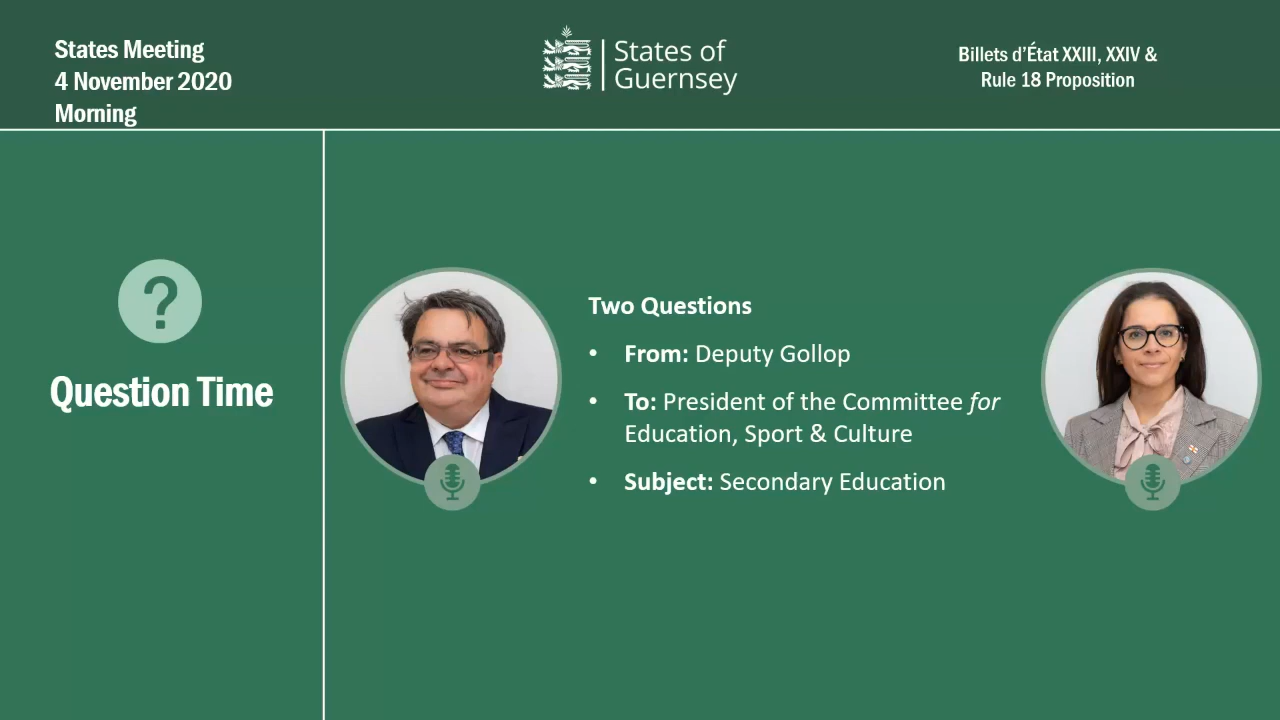 States Meeting
4 November 2020
Morning
States of
Guernsey
Billets d’État XXIII, XXIV &
Rule 18 Proposition
?
Question Time
Two Questions
• From: Deputy Gollop
• To: President of the Committee for
Education, Sport & Culture
• Subject: Secondary Education